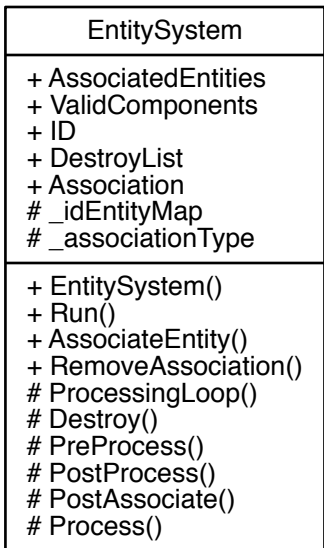 EntitySystem
+ AssociatedEntities
+ ValidComponents
+ ID
+ DestroyList
+ Association
# _idEntityMap
# _associationType
+ EntitySystem()
+ Run()
+ AssociateEntity()
+ RemoveAssociation()
# ProcessingLoop()
# Destroy()
# PreProcess()
# PostProcess()
# PostAssociate()
# Process()